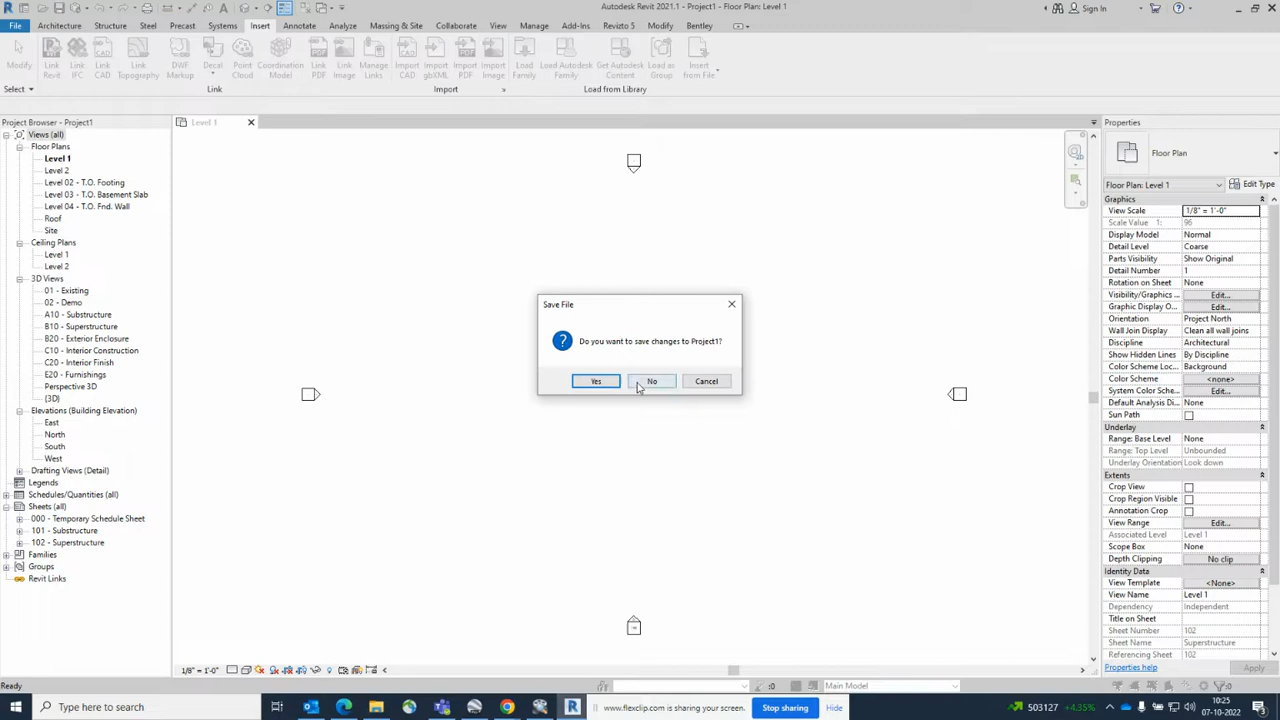 Autodesk Revit 2021.1 - Project1 - Floor Plan: Level 1
Sign In
File Architecture Structure Steel Precast Systems Insert Annotate Analyze Massing & Site Collaborate View Manage Add-Ins Revizto 5 Modify Bentley
Modify
Link Revit
Link IFC
Link CAD
Link Topography
DWF Markup
Decal
Point Cloud
Coordination Model
Link PDF
Link Image
Manage Links
Import CAD
Import gbXML
Import PDF
Import Image
Load Family
Load Autodesk Family
Get Autodesk Content
Load as Group
Insert from File
Select Link Import Load from Library
Project Browser - Project1
Views (all)
Floor Plans
Level 1
Level 2
Level 02 - T.O. Footing
Level 03 - T.O. Basement Slab
Level 04 - T.O. Fnd. Wall
Roof
Site
Ceiling Plans
Level 1
Level 2
3D Views
01 - Existing
02 - Demo
A10 - Substructure
B10 - Superstructure
B20 - Exterior Enclosure
C10 - Interior Construction
C20 - Interior Finish
E20 - Furnishings
Perspective 3D
{3D}
Elevations (Building Elevation)
East
North
South
West
Drafting Views (Detail)
Legends
Schedules/Quantities (all)
Sheets (all)
000 - Temporary Schedule Sheet
101 - Substructure
102 - Superstructure
Families
Groups
Revit Links
Level 1
Save File
Do you want to save changes to Project1?
Yes No Cancel
Properties
Floor Plan
Floor Plan: Level 1 Edit Type
Graphics
View Scale 1/8" = 1'-0"
Scale Value 1: 96
Display Model Normal
Detail Level Coarse
Parts Visibility Show Original
Detail Number 1
Rotation on Sheet None
Visibility/Graphics ... Edit...
Graphic Display O... Edit...
Orientation Project North
Wall Join Display Clean all wall joins
Discipline Architectural
Show Hidden Lines By Discipline
Color Scheme Location Background
Color Scheme <none>
System Color Sche... Edit...
Default Analysis Di... None
Sun Path
Underlay
Range: Base Level None
Range: Top Level Unbounded
Underlay Orientation Look down
Extents
Crop View
Crop Region Visible
Annotation Crop
View Range Edit...
Associated Level Level 1
Scope Box None
Depth Clipping No clip
Identity Data
View Template <None>
View Name Level 1
Dependency Independent
Title on Sheet
Sheet Number 102
Sheet Name Superstructure
Referencing Sheet 102
Properties help Apply
1/8" = 1'-0"
Ready
:0
Main Model
:0
Type here to search
www.flexclip.com is sharing your screen. Stop sharing Hide
503127 +4.35%
10:25
07-10-2022